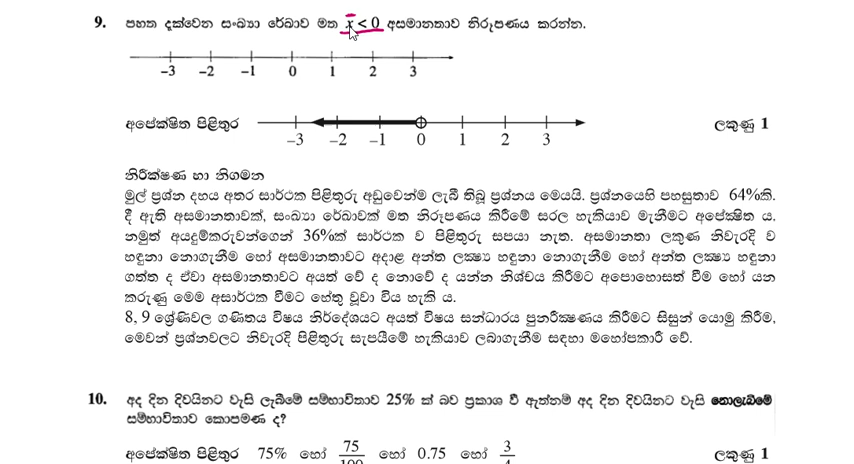 9. පහත දැක්වෙන සංඛ්‍යා රේඛාව මත x < 0 අසමානතාව නිරූපණය කරන්න.
−3 −2 −1 0 1 2 3
අපේක්ෂිත පිළිතුර ලකුණු 1
−3 −2 −1 0 1 2 3
නිරීක්ෂණ හා නිගමන
මුල් ප්‍රශ්න දහය අතර සාර්ථක පිළිතුරු අඩුවෙන්ම ලැබී තිබූ ප්‍රශ්නය මෙයයි. ප්‍රශ්නයෙහි පහසුතාව 64%කි.
දී ඇති අසමානතාවක්, සංඛ්‍යා රේඛාවක් මත නිරූපණය කිරීමේ සරල හැකියාව මැනීමට අපේක්ෂිත ය.
නමුත් අයදුම්කරුවන්ගෙන් 36%ක් සාර්ථක ව පිළිතුරු සපයා නැත. අසමානතා ලකුණ නිවැරදි ව
හඳුනා නොගැනීම හෝ අසමානතාවට අදාළ අන්ත ලක්‍ෂ්‍ය හඳුනා නොගැනීම හෝ අන්ත ලක්‍ෂ්‍ය හඳුනා
ගත්ත ද ඒවා අසමානතාවට අයත් වේ ද නොවේ ද යන්න නිශ්චය කිරීමට අපොහොසත් වීම හෝ යන
කරුණු මෙම අසාර්ථක වීමට හේතු වූවා විය හැකි ය.
8, 9 ශ්‍රේණිවල ගණිතය විෂය නිර්දේශයට අයත් විෂය සන්ධාරය පුනරීක්‍ෂණය කිරීමට සිසුන් යොමු කිරීම,
මෙවන් ප්‍රශ්නවලට නිවැරදි පිළිතුරු සැපයීමේ හැකියාව ලබාගැනීම සඳහා මහෝපකාරී වේ.
10. අද දින දිවයිනට වැසි ලැබීමේ සම්භාවිතාව 25% ක් බව ප්‍රකාශ වී ඇත්නම් අද දින දිවයිනට වැසි නොලැබීමේ
සම්භාවිතාව කොපමණ ද?
අපේක්ෂිත පිළිතුර 75% හෝ 75/100 හෝ 0.75 හෝ 3/4 ලකුණු 1